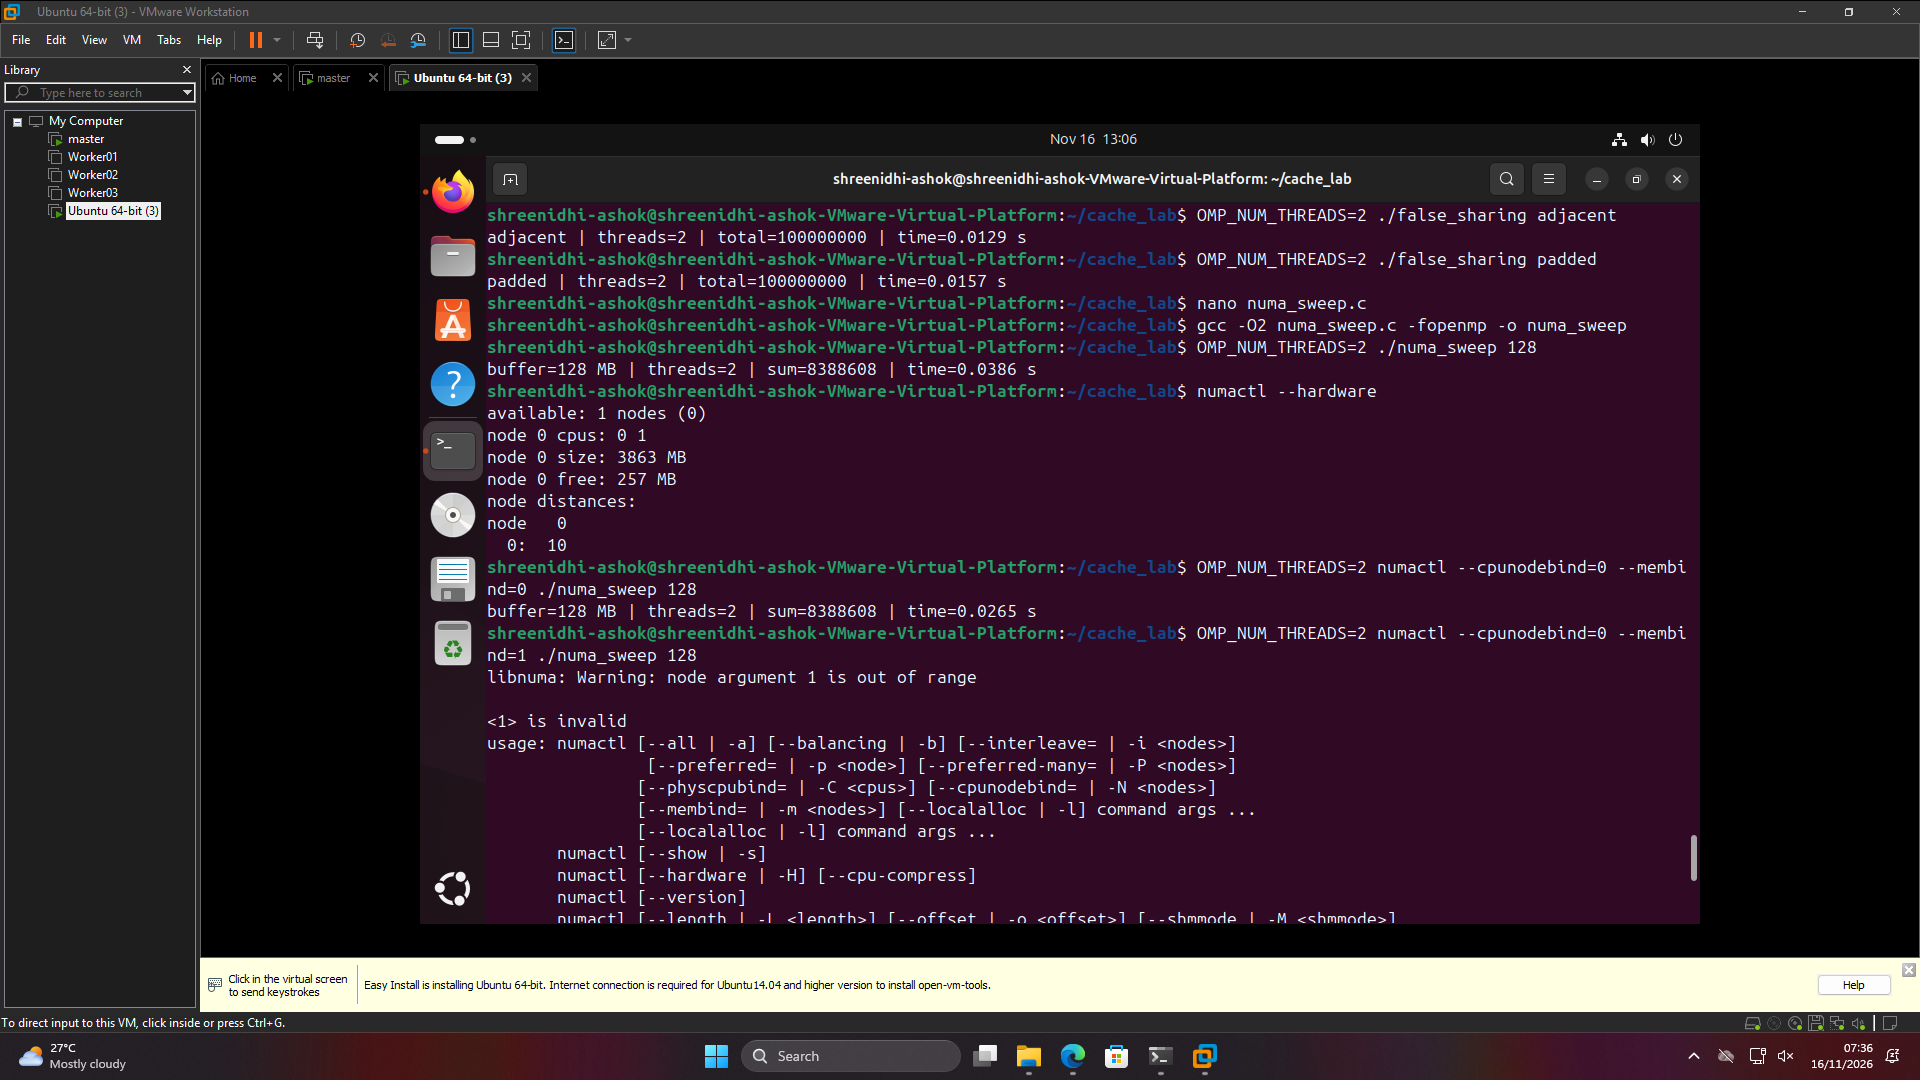 Ubuntu 64-bit (3) - VMware Workstation
File Edit View VM Tabs Help
Library
Type here to search
My Computer
master
Worker01
Worker02
Worker03
Ubuntu 64-bit (3)
Home master Ubuntu 64-bit (3)
Nov 16 13:06
shreenidhi-ashok@shreenidhi-ashok-VMware-Virtual-Platform: ~/cache_lab
shreenidhi-ashok@shreenidhi-ashok-VMware-Virtual-Platform:~/cache_lab$ OMP_NUM_THREADS=2 ./false_sharing adjacent
adjacent | threads=2 | total=100000000 | time=0.0129 s
shreenidhi-ashok@shreenidhi-ashok-VMware-Virtual-Platform:~/cache_lab$ OMP_NUM_THREADS=2 ./false_sharing padded
padded | threads=2 | total=100000000 | time=0.0157 s
shreenidhi-ashok@shreenidhi-ashok-VMware-Virtual-Platform:~/cache_lab$ nano numa_sweep.c
shreenidhi-ashok@shreenidhi-ashok-VMware-Virtual-Platform:~/cache_lab$ gcc -O2 numa_sweep.c -fopenmp -o numa_sweep
shreenidhi-ashok@shreenidhi-ashok-VMware-Virtual-Platform:~/cache_lab$ OMP_NUM_THREADS=2 ./numa_sweep 128
buffer=128 MB | threads=2 | sum=8388608 | time=0.0386 s
shreenidhi-ashok@shreenidhi-ashok-VMware-Virtual-Platform:~/cache_lab$ numactl --hardware
available: 1 nodes (0)
node 0 cpus: 0 1
node 0 size: 3863 MB
node 0 free: 257 MB
node distances:
node   0
  0:  10
shreenidhi-ashok@shreenidhi-ashok-VMware-Virtual-Platform:~/cache_lab$ OMP_NUM_THREADS=2 numactl --cpunodebind=0 --membi
nd=0 ./numa_sweep 128
buffer=128 MB | threads=2 | sum=8388608 | time=0.0265 s
shreenidhi-ashok@shreenidhi-ashok-VMware-Virtual-Platform:~/cache_lab$ OMP_NUM_THREADS=2 numactl --cpunodebind=0 --membi
nd=1 ./numa_sweep 128
libnuma: Warning: node argument 1 is out of range
<1> is invalid
usage: numactl [--all | -a] [--balancing | -b] [--interleave= | -i <nodes>]
[--preferred= | -p <node>] [--preferred-many= | -P <nodes>]
[--physcpubind= | -C <cpus>] [--cpunodebind= | -N <nodes>]
[--membind= | -m <nodes>] [--localalloc | -l] command args ...
[--localalloc | -l] command args ...
numactl [--show | -s]
numactl [--hardware | -H] [--cpu-compress]
numactl [--version]
numactl [--length | -L <length>] [--offset | -o <offset>] [--shmmode | -M <shmmode>]
Click in the virtual screen
to send keystrokes
Easy Install is installing Ubuntu 64-bit. Internet connection is required for Ubuntu14.04 and higher version to install open-vm-tools.
Help
To direct input to this VM, click inside or press Ctrl+G.
27°C
Mostly cloudy
Search
07:36
16/11/2026